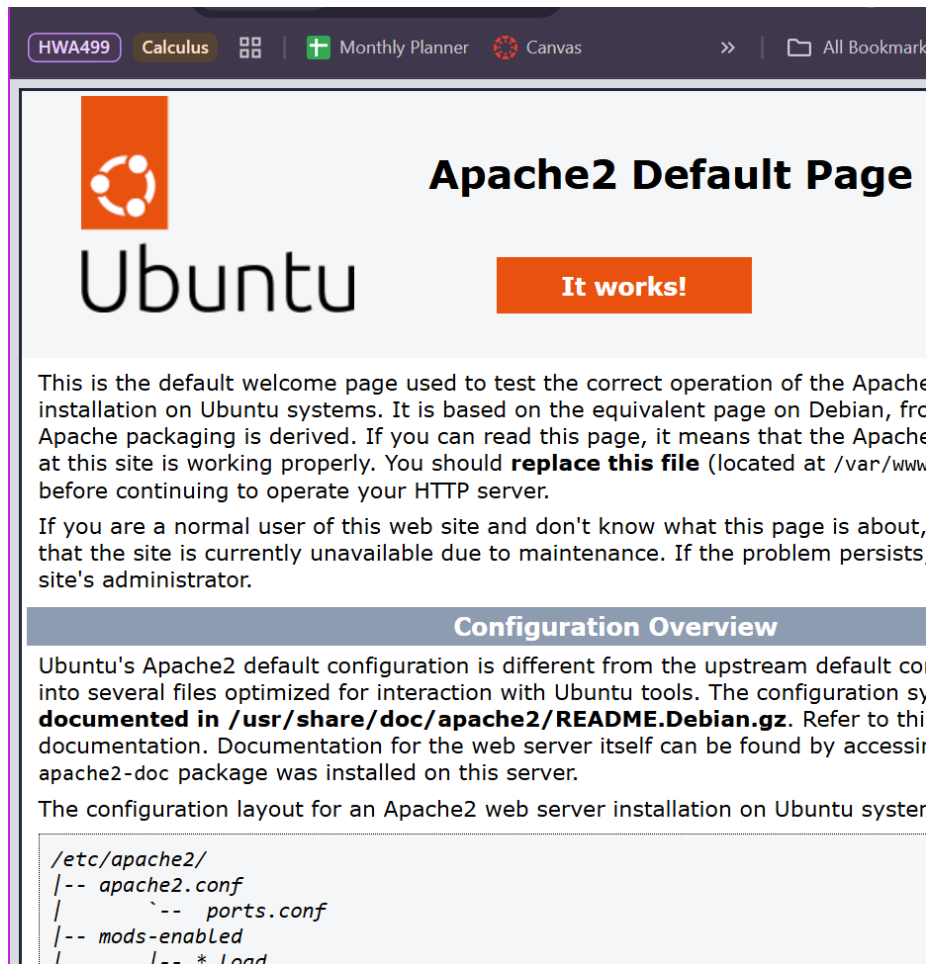 HWA499 Calculus Monthly Planner Canvas » All Bookmark
Apache2 Default Page
Ubuntu
It works!
This is the default welcome page used to test the correct operation of the Apache
installation on Ubuntu systems. It is based on the equivalent page on Debian, fro
Apache packaging is derived. If you can read this page, it means that the Apache
at this site is working properly. You should replace this file (located at /var/www
before continuing to operate your HTTP server.
If you are a normal user of this web site and don't know what this page is about,
that the site is currently unavailable due to maintenance. If the problem persists,
site's administrator.
Configuration Overview
Ubuntu's Apache2 default configuration is different from the upstream default co
into several files optimized for interaction with Ubuntu tools. The configuration sy
documented in /usr/share/doc/apache2/README.Debian.gz. Refer to thi
documentation. Documentation for the web server itself can be found by accessi
apache2-doc package was installed on this server.
The configuration layout for an Apache2 web server installation on Ubuntu syste
/etc/apache2/
|-- apache2.conf
|       `--  ports.conf
|-- mods-enabled
|       |-- *.load